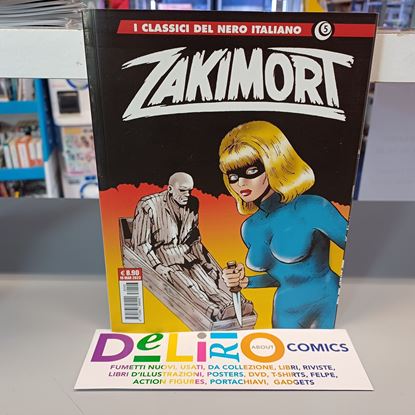 I CLASSICI DEL NERO ITALIANO 5
ZAKIMORT
€ 8.90
DELIRIO ABOUT COMICS
FUMETTI NUOVI, USATI, DA COLLEZIONE, LIBRI, RIVISTE,
LIBRI D'ILLUSTRAZIONI, POSTERS, DVD, T-SHIRTS, FELPE,
ACTION FIGURES, PORTACHIAVI, GADGETS